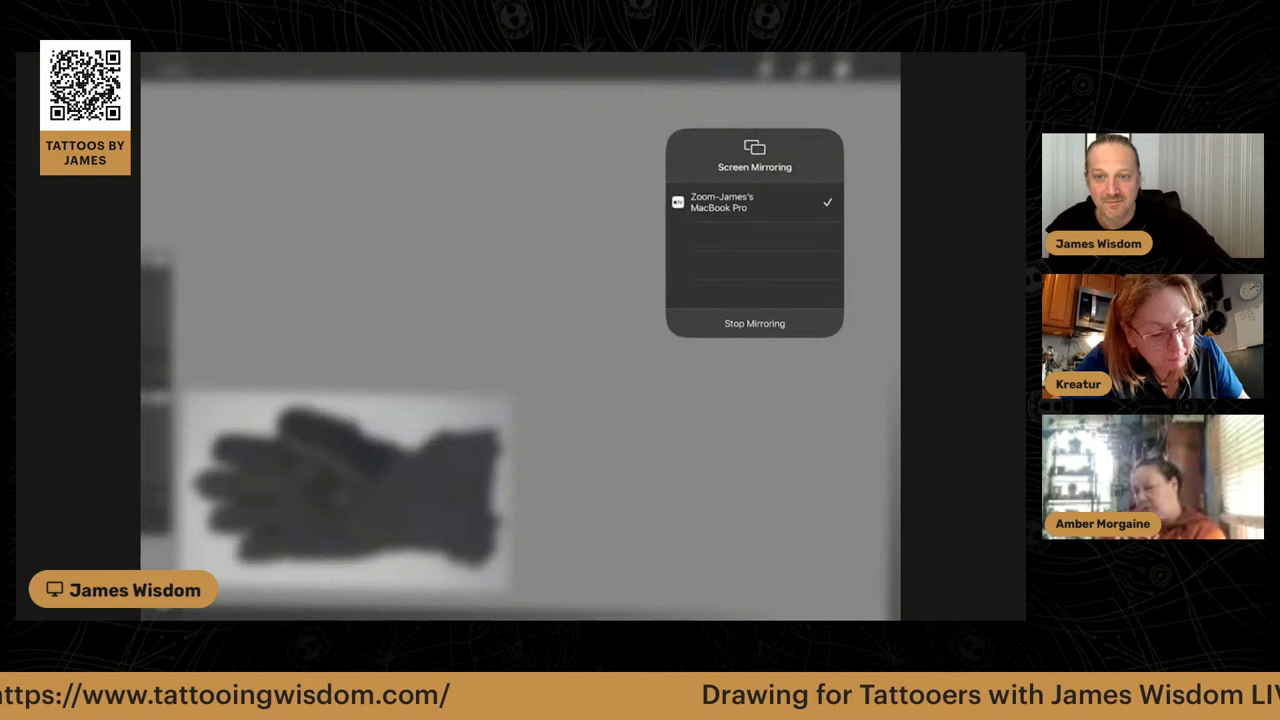 TATTOOS BY
JAMES
Screen Mirroring
Zoom-James's
MacBook Pro
Stop Mirroring
James Wisdom
Kreatur
Amber Morgaine
James Wisdom
ttps://www.tattooingwisdom.com/
Drawing for Tattooers with James Wisdom LIV